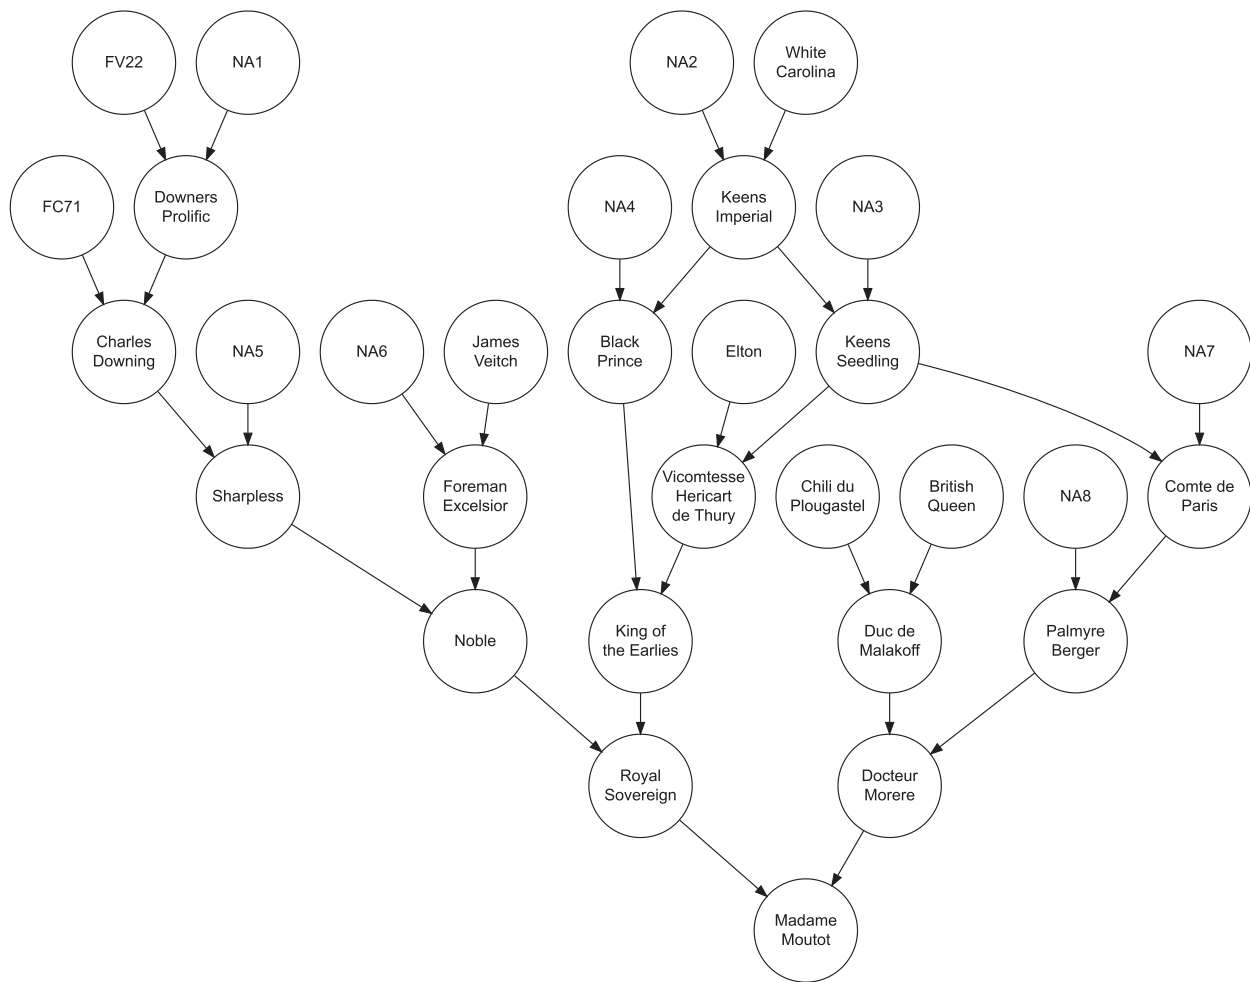 FV22
NA1
NA2
White
Carolina
FC71
Downers
Prolific
NA4
Keens
Imperial
NA3
Charles
Downing
NA5
NA6
James
Veitch
Black
Prince
Elton
Keens
Seedling
NA7
Sharpless
Foreman
Excelsior
Vicomtesse
Hericart
de Thury
Chili du
Plougastel
British
Queen
NA8
Comte de
Paris
Noble
King of
the Earlies
Duc de
Malakoff
Palmyre
Berger
Royal
Sovereign
Docteur
Morere
Madame
Moutot